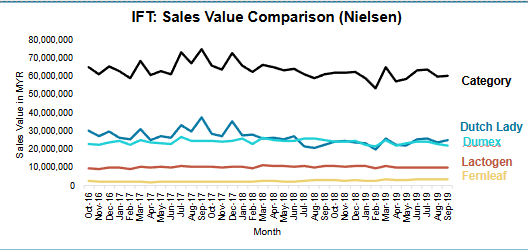 IFT: Sales Value Comparison (Nielsen)
80,000,000
70,000,000
60,000,000
50,000,000
40,000,000
30,000,000
20,000,000
10,000,000
0
Sales Value in MYR
Category
Dutch Lady
Dumex
Lactogen
Fernleaf
Oct-16
Nov-16
Dec-16
Jan-17
Feb-17
Mar-17
Apr-17
May-17
Jun-17
Jul-17
Aug-17
Sep-17
Oct-17
Nov-17
Dec-17
Jan-18
Feb-18
Mar-18
Apr-18
May-18
Jun-18
Jul-18
Aug-18
Sep-18
Oct-18
Nov-18
Dec-18
Jan-19
Feb-19
Mar-19
Apr-19
May-19
Jun-19
Jul-19
Aug-19
Sep-19
Month